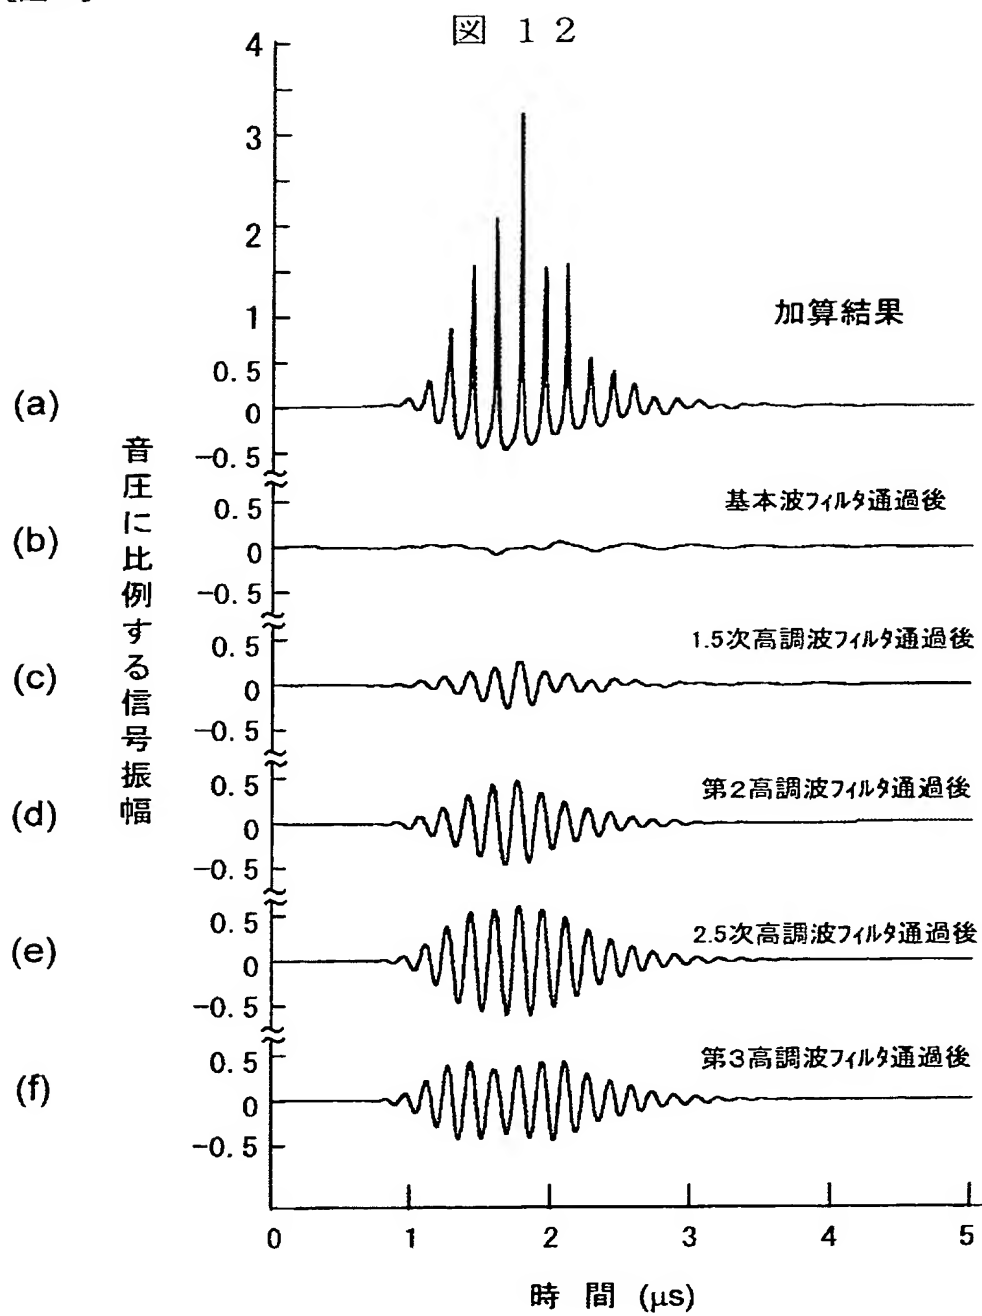 図 12
4
3
2
1
0.5
0
−0.5
加算結果
(a)
音圧に比例する信号振幅
0.5
0
−0.5
基本波フィルタ通過後
(b)
0.5
0
−0.5
1.5次高調波フィルタ通過後
(c)
0.5
0
−0.5
第2高調波フィルタ通過後
(d)
0.5
0
−0.5
2.5次高調波フィルタ通過後
(e)
0.5
0
−0.5
第3高調波フィルタ通過後
(f)
0 1 2 3 4 5
時間 (μs)